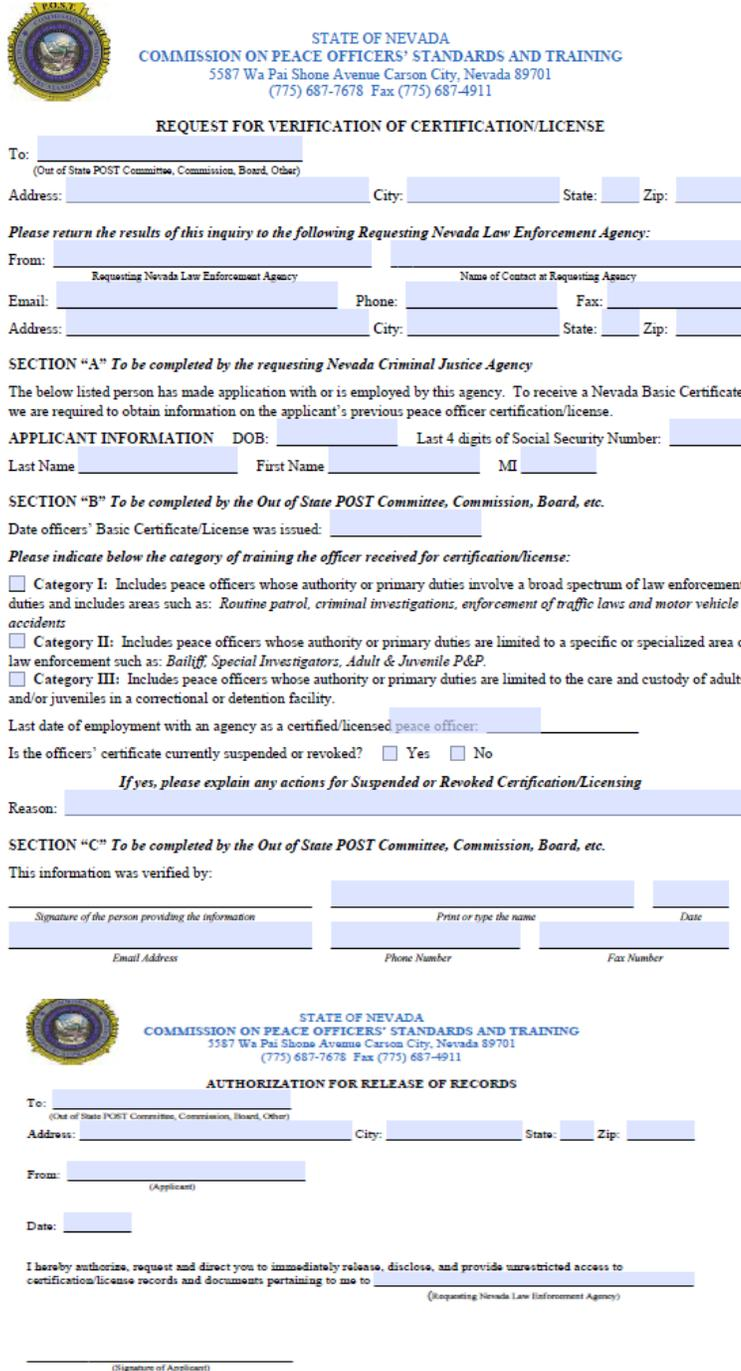 P.O.S.T.
COMMISSION
STATE OF NEVADA
COMMISSION ON PEACE OFFICERS' STANDARDS AND TRAINING
5587 Wa Pai Shone Avenue Carson City, Nevada 89701
(775) 687-7678 Fax (775) 687-4911
REQUEST FOR VERIFICATION OF CERTIFICATION/LICENSE
To:
(Out of State POST Committee, Commission, Board, Other)
Address: City: State: Zip:
Please return the results of this inquiry to the following Requesting Nevada Law Enforcement Agency:
From:
Requesting Nevada Law Enforcement Agency Name of Contact at Requesting Agency
Email: Phone: Fax:
Address: City: State: Zip:
SECTION "A" To be completed by the requesting Nevada Criminal Justice Agency
The below listed person has made application with or is employed by this agency. To receive a Nevada Basic Certificate
we are required to obtain information on the applicant's previous peace officer certification/license.
APPLICANT INFORMATION DOB: Last 4 digits of Social Security Number:
Last Name First Name MI
SECTION "B" To be completed by the Out of State POST Committee, Commission, Board, etc.
Date officers' Basic Certificate/License was issued:
Please indicate below the category of training the officer received for certification/license:
Category I: Includes peace officers whose authority or primary duties involve a broad spectrum of law enforcement
duties and includes areas such as: Routine patrol, criminal investigations, enforcement of traffic laws and motor vehicle
accidents
Category II: Includes peace officers whose authority or primary duties are limited to a specific or specialized area o
law enforcement such as: Bailiff, Special Investigators, Adult & Juvenile P&P.
Category III: Includes peace officers whose authority or primary duties are limited to the care and custody of adult
and/or juveniles in a correctional or detention facility.
Last date of employment with an agency as a certified/licensed peace officer:
Is the officers' certificate currently suspended or revoked? Yes No
If yes, please explain any actions for Suspended or Revoked Certification/Licensing
Reason:
SECTION "C" To be completed by the Out of State POST Committee, Commission, Board, etc.
This information was verified by:
Signature of the person providing the information Print or type the name Date
Email Address Phone Number Fax Number
STATE OF NEVADA
COMMISSION ON PEACE OFFICERS' STANDARDS AND TRAINING
5587 Wa Pai Shone Avenue Carson City, Nevada 89701
(775) 687-7678 Fax (775) 687-4911
AUTHORIZATION FOR RELEASE OF RECORDS
To:
(Out of State POST Committee, Commission, Board, Other)
Address: City: State: Zip:
From:
(Applicant)
Date:
I hereby authorize, request and direct you to immediately release, disclose, and provide unrestricted access to
certification/license records and documents pertaining to me to
(Requesting Nevada Law Enforcement Agency)
(Signature of Applicant)